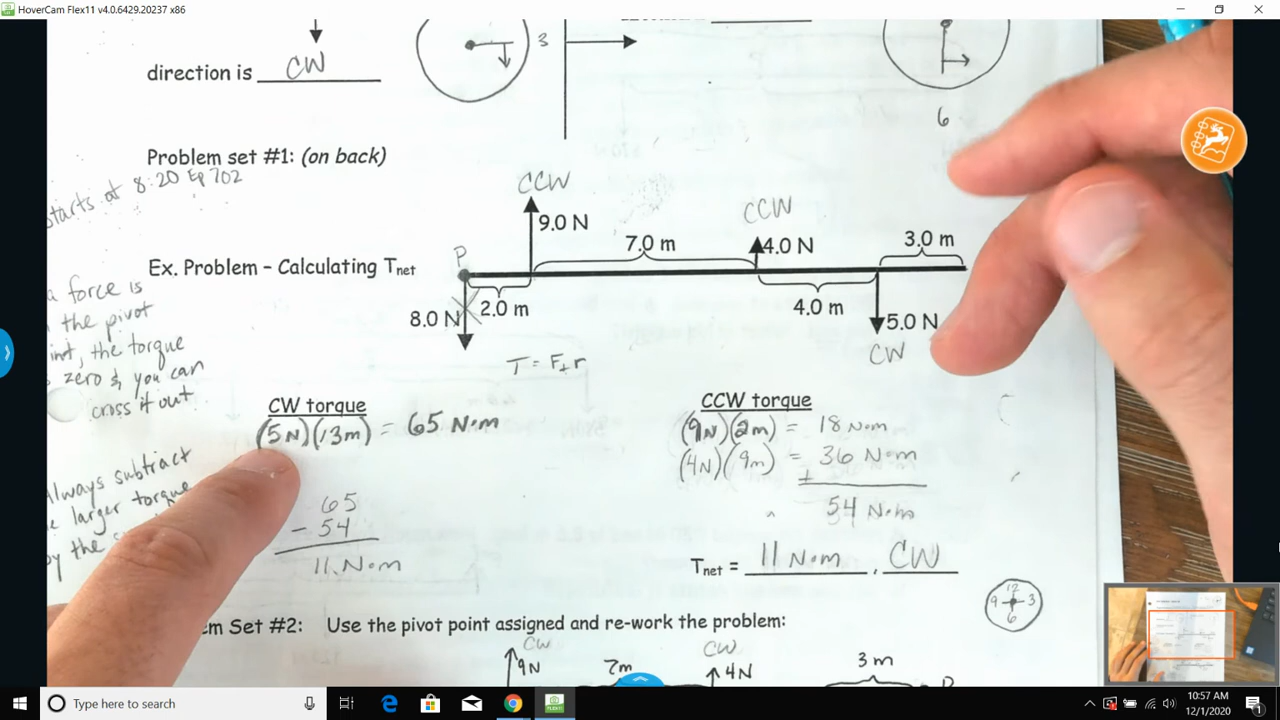 HoverCam Flex11 v4.0.6429.20237 x86
3
direction is CW
6
Problem set #1: (on back)
starts at 8:20 Ep 702
CCW
9.0 N
CCW
7.0 m
4.0 N
3.0 m
P
Ex. Problem - Calculating Tnet
8.0 N
2.0 m
4.0 m
5.0 N
CW
T = F⊥r
a force is
the pivot
the torque
zero & you can
cross it out
CW torque
(5N)(13m) = 65 N·m
CCW torque
(9N)(2m) = 18 N·m
(4N)(9m) = 36 N·m
+
54 N·m
Always subtract
larger torque
by the
65
- 54
11 N·m
Tnet = 11 N·m, CW
12
9 3
6
em Set #2: Use the pivot point assigned and re-work the problem:
CW
9N
7m
CW
4N
3m
P
Type here to search
FLEX11
10:57 AM
12/1/2020
1